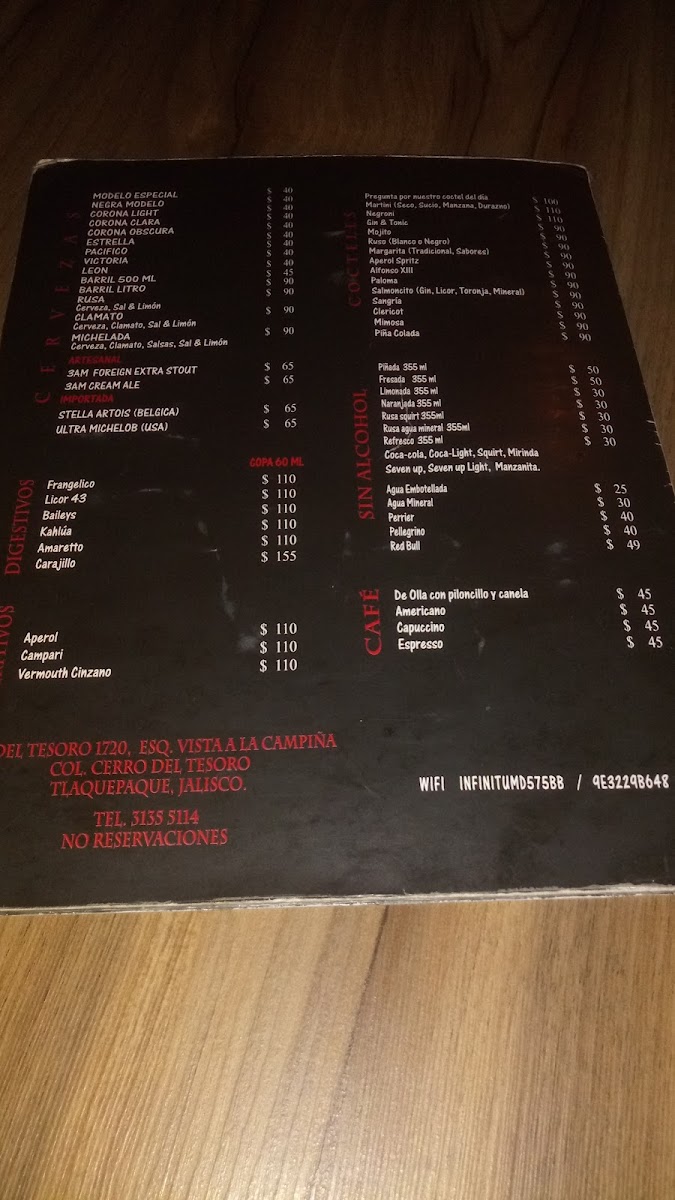 CERVEZAS
MODELO ESPECIAL $ 40
NEGRA MODELO $ 40
CORONA LIGHT $ 40
CORONA CLARA $ 40
CORONA OBSCURA $ 40
ESTRELLA $ 40
PACIFICO $ 40
VICTORIA $ 40
LEON $ 40
BARRIL 500 ML $ 45
BARRIL LITRO $ 90
RUSA $ 90
Cerveza, Sal & Limón
CLAMATO $ 90
Cerveza, Clamato, Sal & Limón
MICHELADA $ 90
Cerveza, Clamato, Salsas, Sal & Limón
ARTESANAL
3AM FOREIGN EXTRA STOUT $ 65
3AM CREAM ALE $ 65
IMPORTADA
STELLA ARTOIS (BELGICA) $ 65
ULTRA MICHELOB (USA) $ 65
DIGESTIVOS
COPA 60 ML
Frangelico $ 110
Licor 43 $ 110
Baileys $ 110
Kahlúa $ 110
Amaretto $ 110
Carajillo $ 155
Aperol $ 110
Campari $ 110
Vermouth Cinzano $ 110
COCTELES
Pregunta por nuestro coctel del día
Martini (Seco, Sucio, Manzana, Durazno) $ 100
Negroni $ 110
Gin & Tonic $ 110
Mojito $ 90
Ruso (Blanco o Negro) $ 90
Margarita (Tradicional, Sabores) $ 90
Aperol Spritz $ 90
Alfonso XIII $ 90
Paloma $ 90
Salmoncito (Gin, Licor, Toronja, Mineral) $ 90
Sangría $ 90
Clericot $ 90
Mimosa $ 90
Piña Colada $ 90
SIN ALCOHOL
Piñada 355 ml $ 50
Fresada 355 ml $ 50
Limonada 355 ml $ 30
Naranjada 355 ml $ 30
Rusa squirt 355ml $ 30
Rusa agua mineral 355ml $ 30
Refresco 355 ml $ 30
Coca-cola, Coca-Light, Squirt, Mirinda
Seven up, Seven up Light, Manzanita.
Agua Embotellada $ 25
Agua Mineral $ 30
Perrier $ 40
Pellegrino $ 40
Red Bull $ 49
CAFÉ
De Olla con piloncillo y canela $ 45
Americano $ 45
Capuccino $ 45
Espresso $ 45
DEL TESORO 1720, ESQ. VISTA A LA CAMPIÑA
COL. CERRO DEL TESORO
TLAQUEPAQUE, JALISCO.
TEL. 3135 5114
NO RESERVACIONES
WIFI INFINITUMD575BB / 9E3229B648